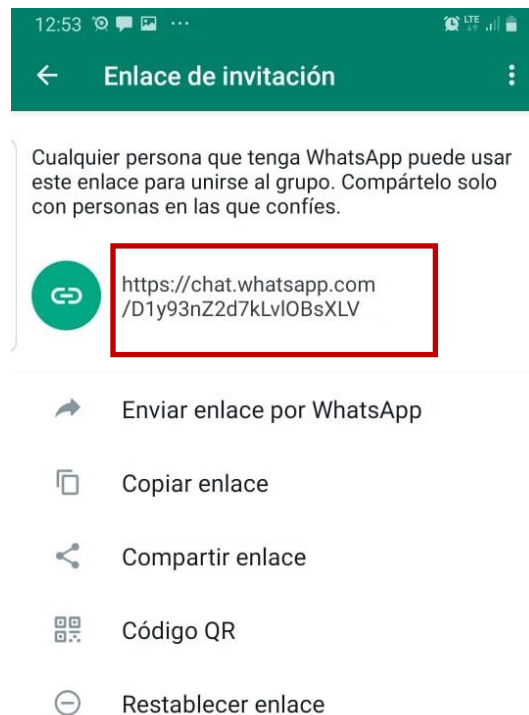 12:53
LTE
Enlace de invitación
Cualquier persona que tenga WhatsApp puede usar
este enlace para unirse al grupo. Compártelo solo
con personas en las que confíes.
https://chat.whatsapp.com
/D1y93nZ2d7kLvlOBsXLV
Enviar enlace por WhatsApp
Copiar enlace
Compartir enlace
Código QR
Restablecer enlace